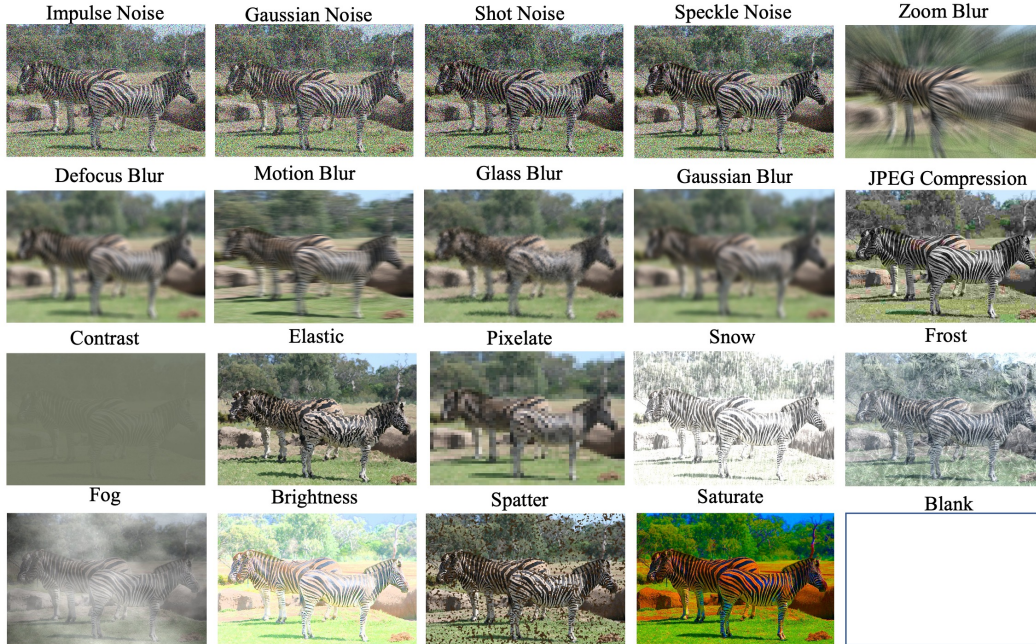 Impulse Noise
Gaussian Noise
Shot Noise
Speckle Noise
Zoom Blur
Defocus Blur
Motion Blur
Glass Blur
Gaussian Blur
JPEG Compression
Contrast
Elastic
Pixelate
Snow
Frost
Fog
Brightness
Spatter
Saturate
Blank